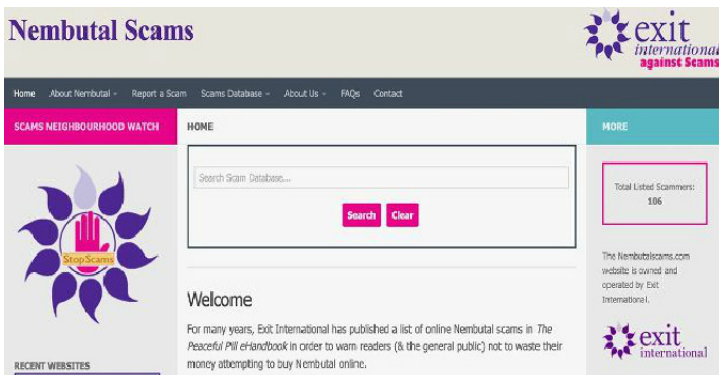 Nembutal Scams
exit
international
against Scams
Home About Nembutal Report a Scam Scams Database About Us FAQs Contact
SCAMS NEIGHBOURHOOD WATCH
StopScams
RECENT WEBSITES
HOME
Search Scam Database...
Search Clear
Welcome
For many years, Exit International has published a list of online Nembutal scams in The
Peaceful Pill eHandbook in order to warn readers (& the general public) not to waste their
money attempting to buy Nembutal online.
MORE
Total Listed Scammers:
106
The Nembutalscams.com
website is owned and
operated by Exit
International.
exit
international